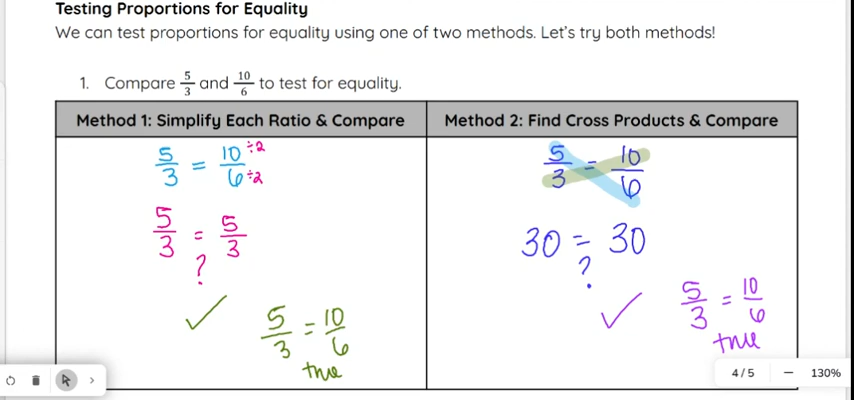 Testing Proportions for Equality
We can test proportions for equality using one of two methods. Let's try both methods!
1. Compare 5/3 and 10/6 to test for equality.
Method 1: Simplify Each Ratio & Compare
5/3 = 10÷2/6÷2
5/3 = 5/3
?
✓
5/3 = 10/6
true
Method 2: Find Cross Products & Compare
5/3 = 10/6
30 = 30
?
✓
5/3 = 10/6
true
4 / 5 − 130%